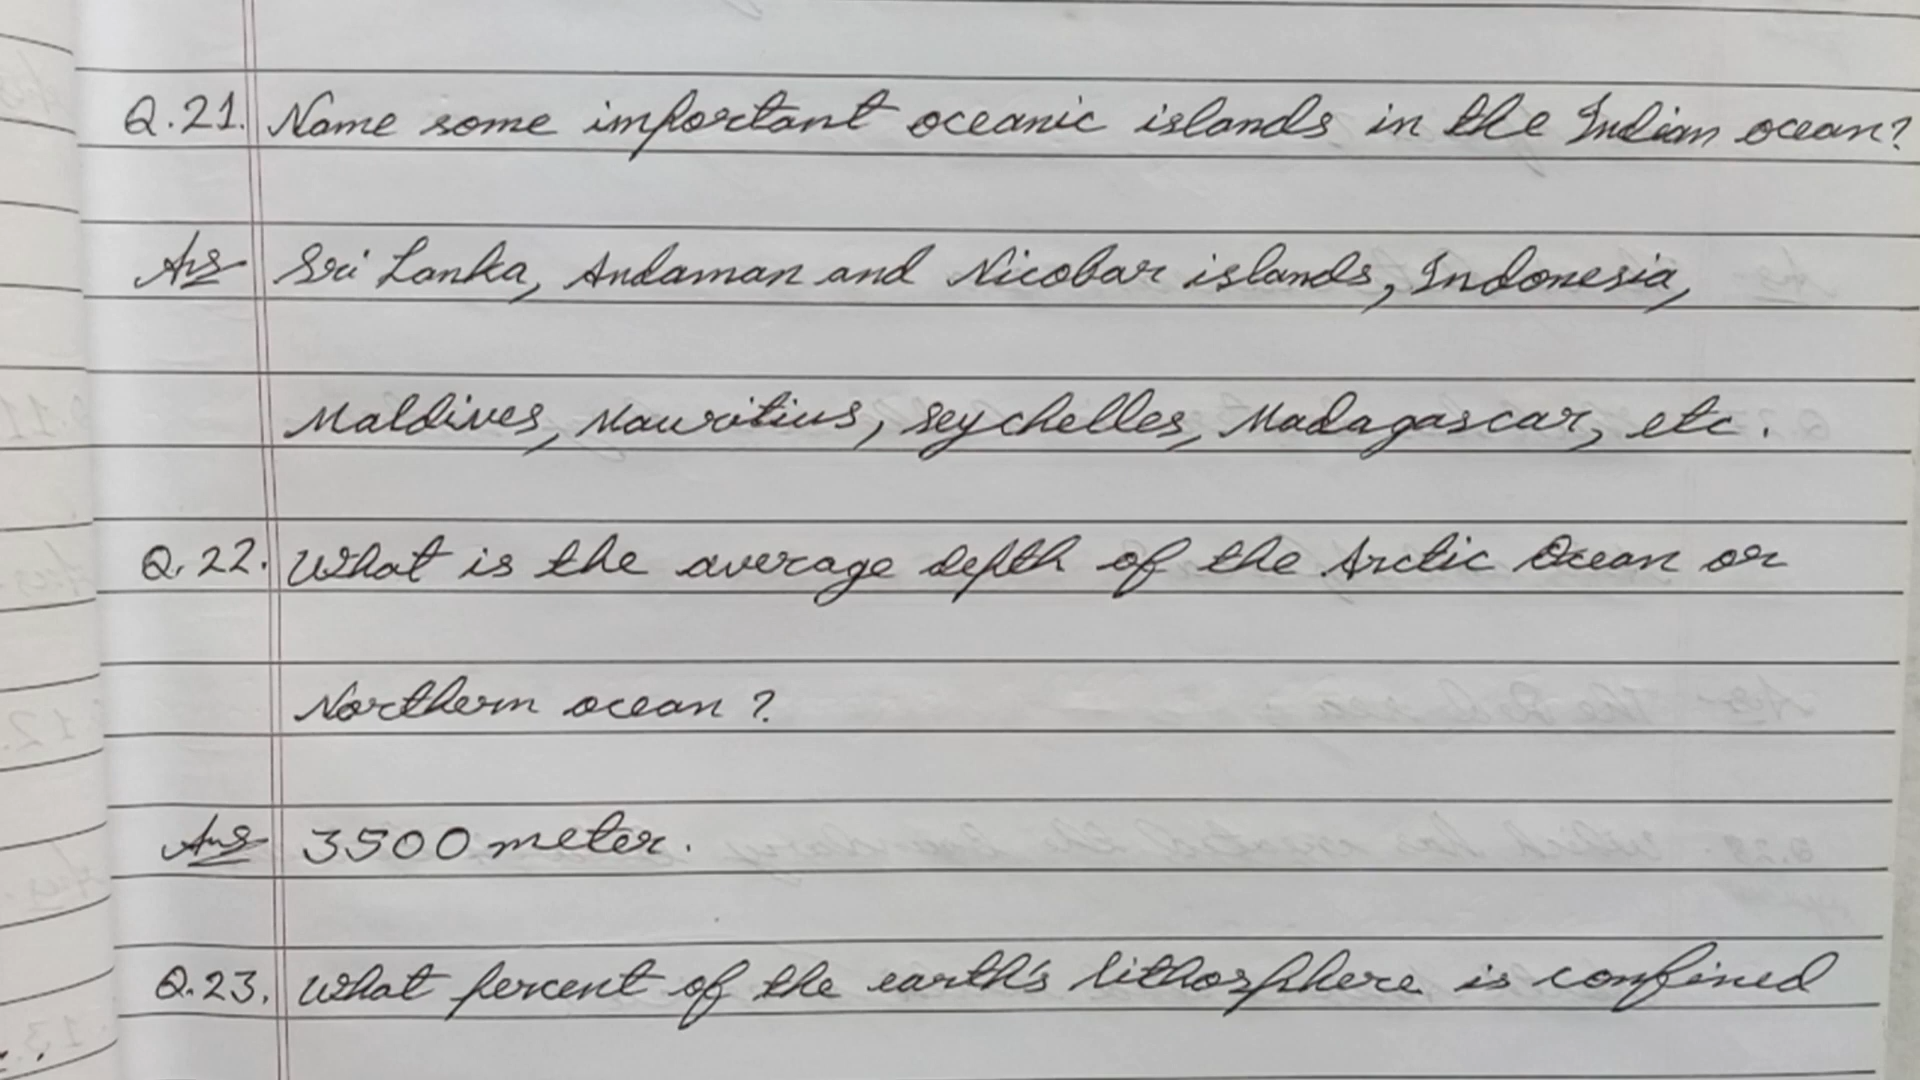 Q.21. Name some important oceanic islands in the Indian ocean?
Ans Sri Lanka, Andaman and Nicobar islands, Indonesia,
Maldives, Mauritius, Seychelles, Madagascar, etc.
Q.22. What is the average depth of the Arctic Ocean or
Northern ocean?
Ans 3500 meter.
Q.23. What percent of the earth's lithosphere is confined